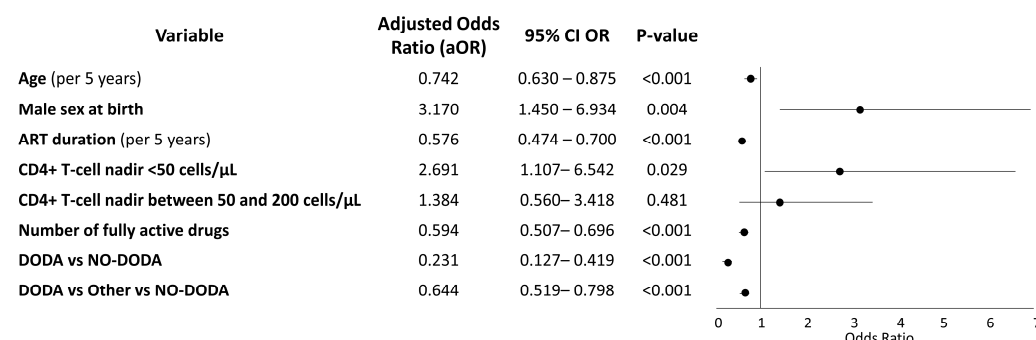 Variable Adjusted Odds Ratio (aOR) 95% CI OR P-value
Age (per 5 years) 0.742 0.630 – 0.875 <0.001
Male sex at birth 3.170 1.450 – 6.934 0.004
ART duration (per 5 years) 0.576 0.474 – 0.700 <0.001
CD4+ T-cell nadir <50 cells/µL 2.691 1.107– 6.542 0.029
CD4+ T-cell nadir between 50 and 200 cells/µL 1.384 0.560– 3.418 0.481
Number of fully active drugs 0.594 0.507– 0.696 <0.001
DODA vs NO-DODA 0.231 0.127– 0.419 <0.001
DODA vs Other vs NO-DODA 0.644 0.519– 0.798 <0.001
0 1 2 3 4 5 6 7
Odds Ratio